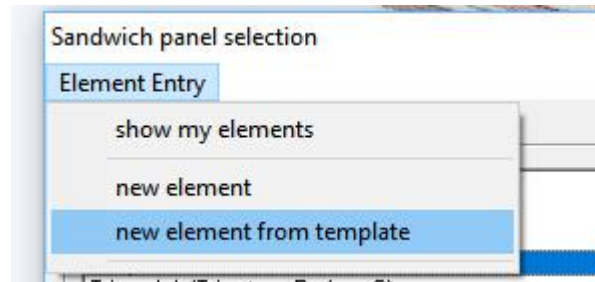 Sandwich panel selection
Element Entry
show my elements
new element
new element from template